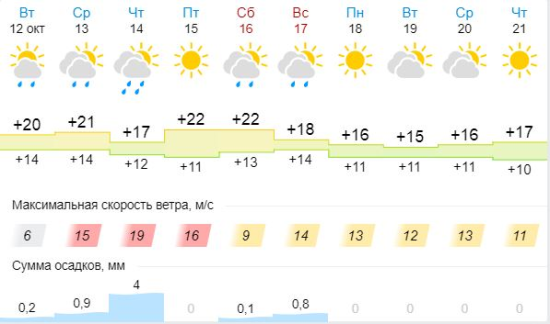 Вт Ср Чт Пт Сб Вс Пн Вт Ср Чт
12 окт 13 14 15 16 17 18 19 20 21
+20 +21 +17 +22 +22 +18 +16 +15 +16 +17
+14 +14 +12 +11 +13 +14 +11 +11 +11 +10
Максимальная скорость ветра, м/с
6 15 19 16 9 14 13 12 13 11
Сумма осадков, мм
0,2 0,9 4 0 0,1 0,8 0 0 0 0